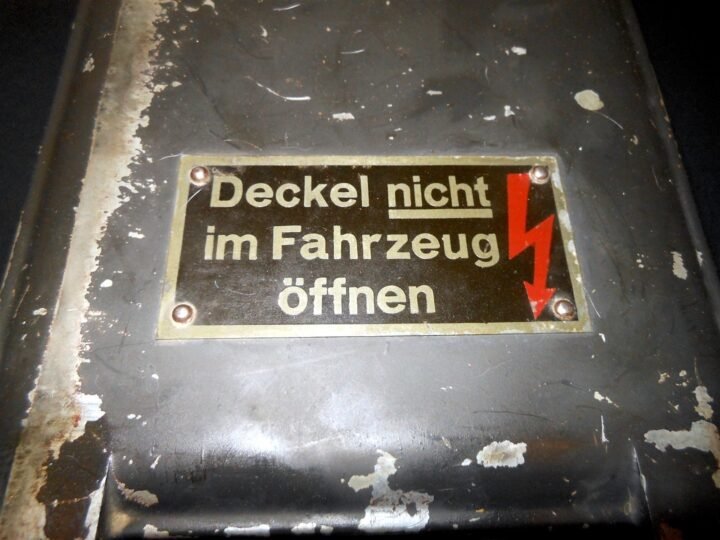 Deckel nicht
im Fahrzeug
öffnen